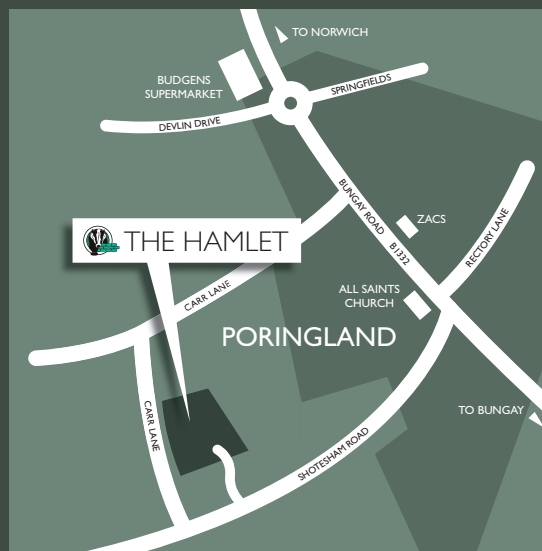 TO NORWICH
BUDGENS
SUPERMARKET
SPRINGFIELDS
DEVLIN DRIVE
BUNGAY ROAD B1332
ZACS
RECTORY LANE
THE HAMLET
CARR LANE
ALL SAINTS
CHURCH
PORINGLAND
TO BUNGAY
CARR LANE
SHOTESHAM ROAD